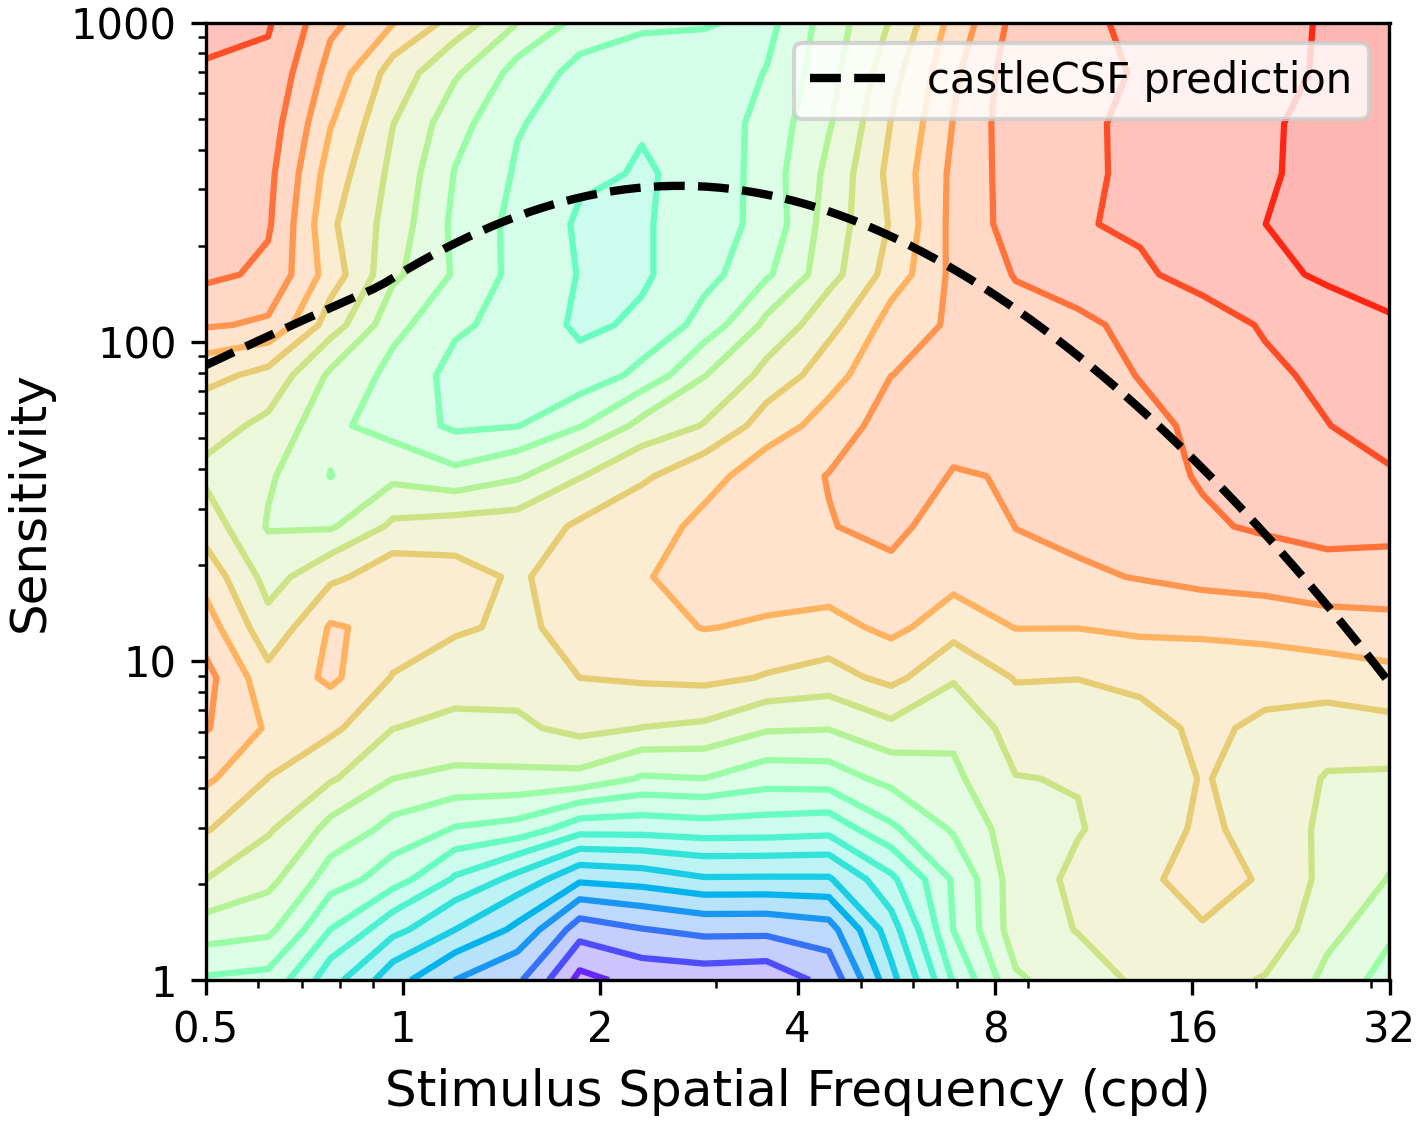 1000
castleCSF prediction
100
Sensitivity
10
1
0.5 1 2 4 8 16 32
Stimulus Spatial Frequency (cpd)